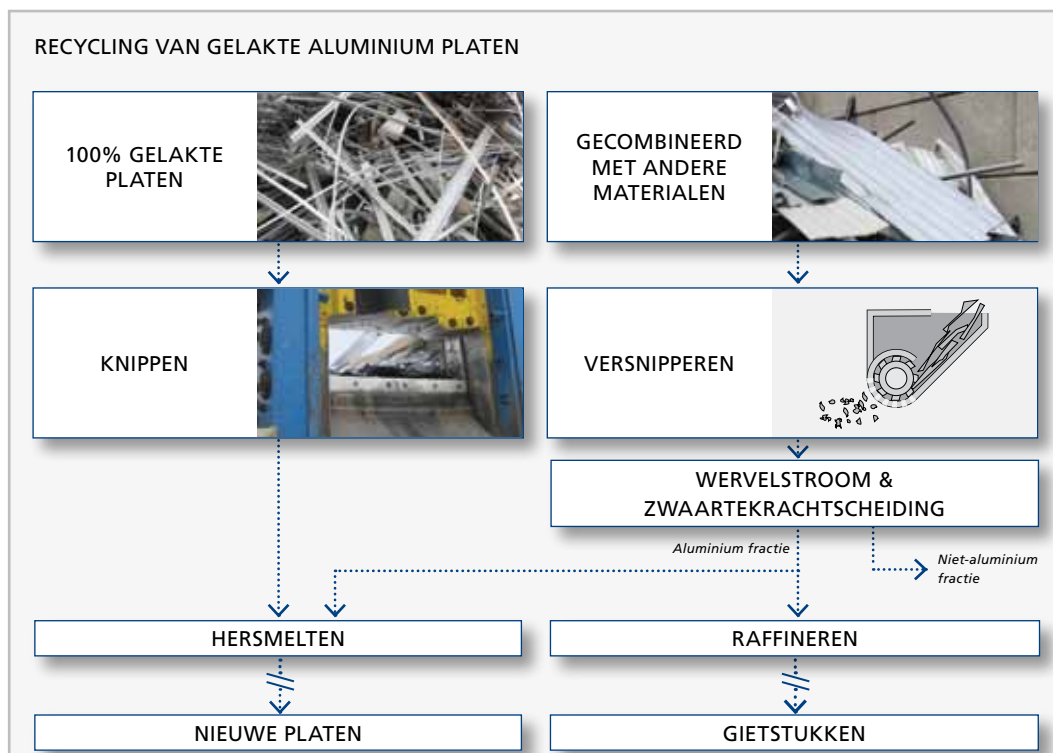 RECYCLING VAN GELAKTE ALUMINIUM PLATEN
100% GELAKTE
PLATEN
GECOMBINEERD
MET ANDERE
MATERIALEN
KNIPPEN
VERSNIPPEREN
WERVELSTROOM &
ZWAARTEKRACHTSCHEIDING
Aluminium fractie
Niet-aluminium
fractie
HERSMELTEN
RAFFINEREN
NIEUWE PLATEN
GIETSTUKKEN